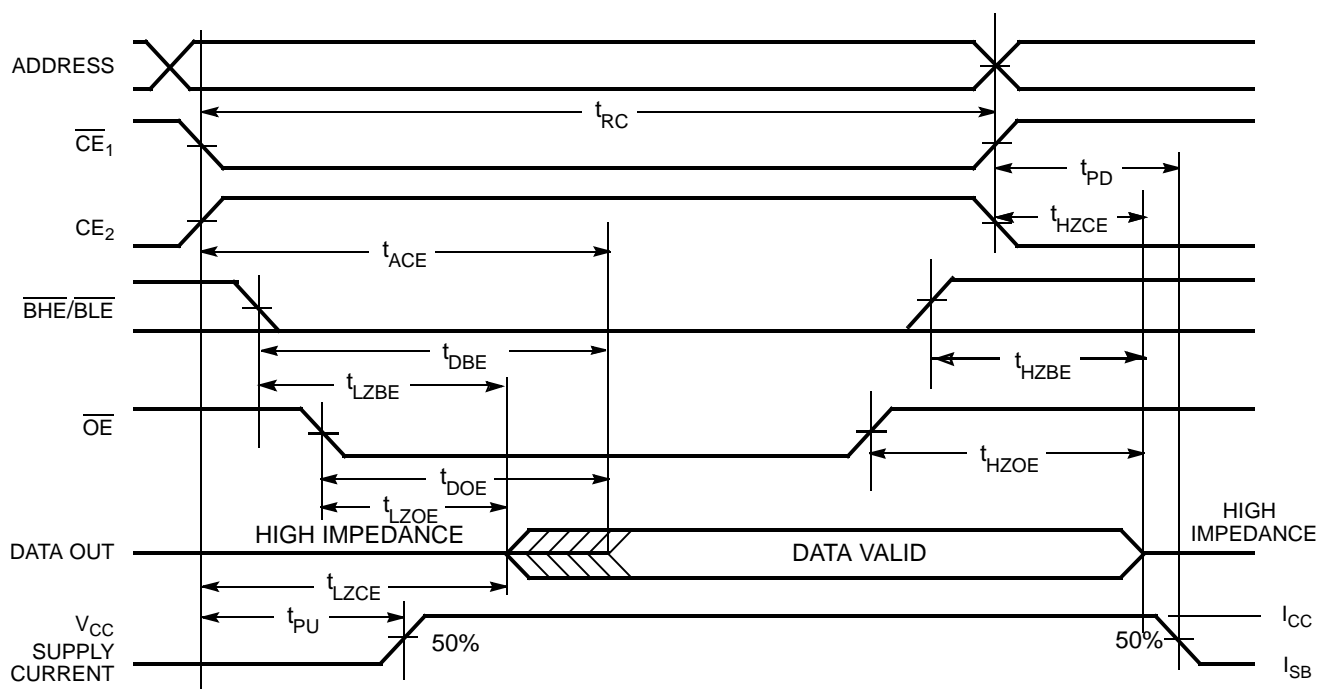 ADDRESS
tRC
CE1
tPD
tHZCE
CE2
tACE
BHE/BLE
tDBE
tHZBE
tLZBE
OE
tHZOE
tDOE
tLZOE
HIGH IMPEDANCE
HIGH
IMPEDANCE
DATA OUT
DATA VALID
tLZCE
tPU
VCC
SUPPLY
CURRENT
50%
50%
ICC
ISB